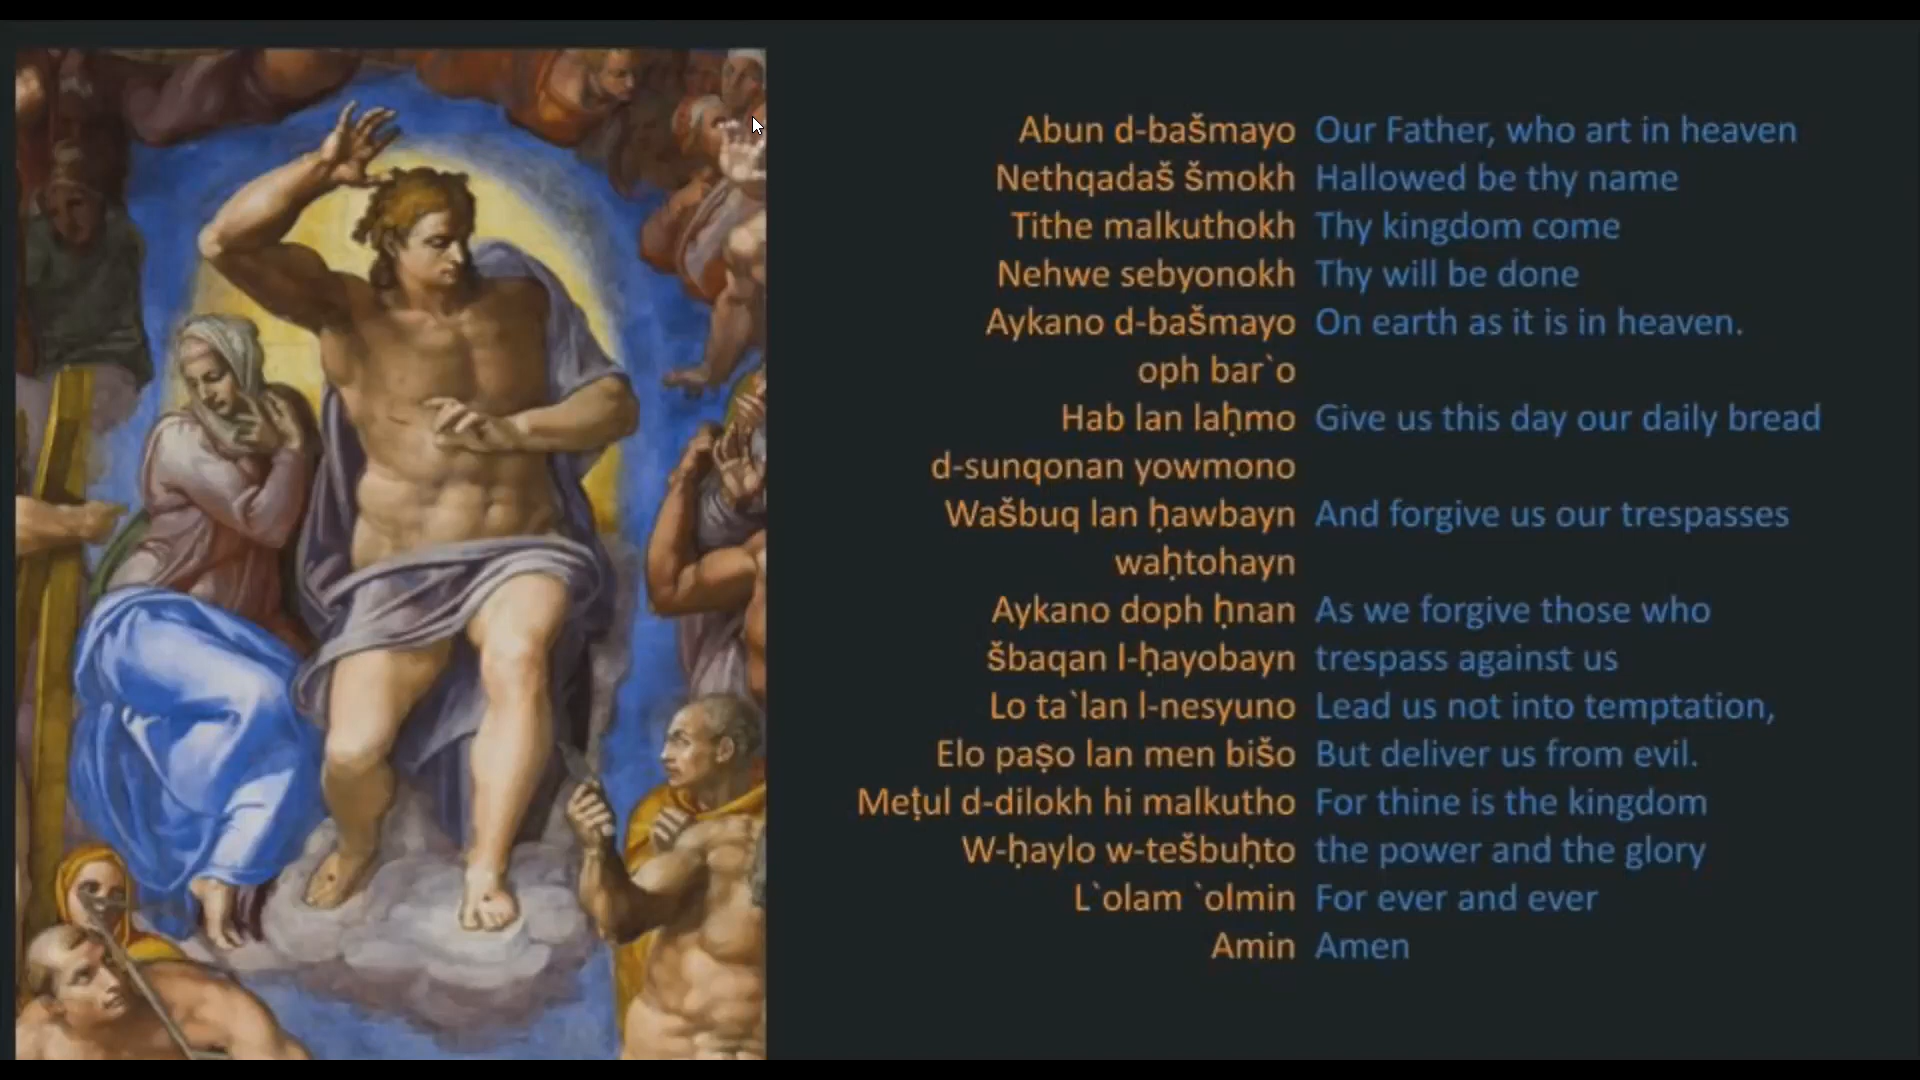 Abun d-bašmayo Our Father, who art in heaven
Nethqadaš šmokh Hallowed be thy name
Tithe malkuthokh Thy kingdom come
Nehwe sebyonokh Thy will be done
Aykano d-bašmayo On earth as it is in heaven.
oph bar`o
Hab lan laḥmo Give us this day our daily bread
d-sunqonan yowmono
Wašbuq lan ḥawbayn And forgive us our trespasses
waḥtohayn
Aykano doph ḥnan As we forgive those who
šbaqan l-ḥayobayn trespass against us
Lo ta`lan l-nesyuno Lead us not into temptation,
Elo paṣo lan men bišo But deliver us from evil.
Meṭul d-dilokh hi malkutho For thine is the kingdom
W-ḥaylo w-tešbuḥto the power and the glory
L`olam `olmin For ever and ever
Amin Amen